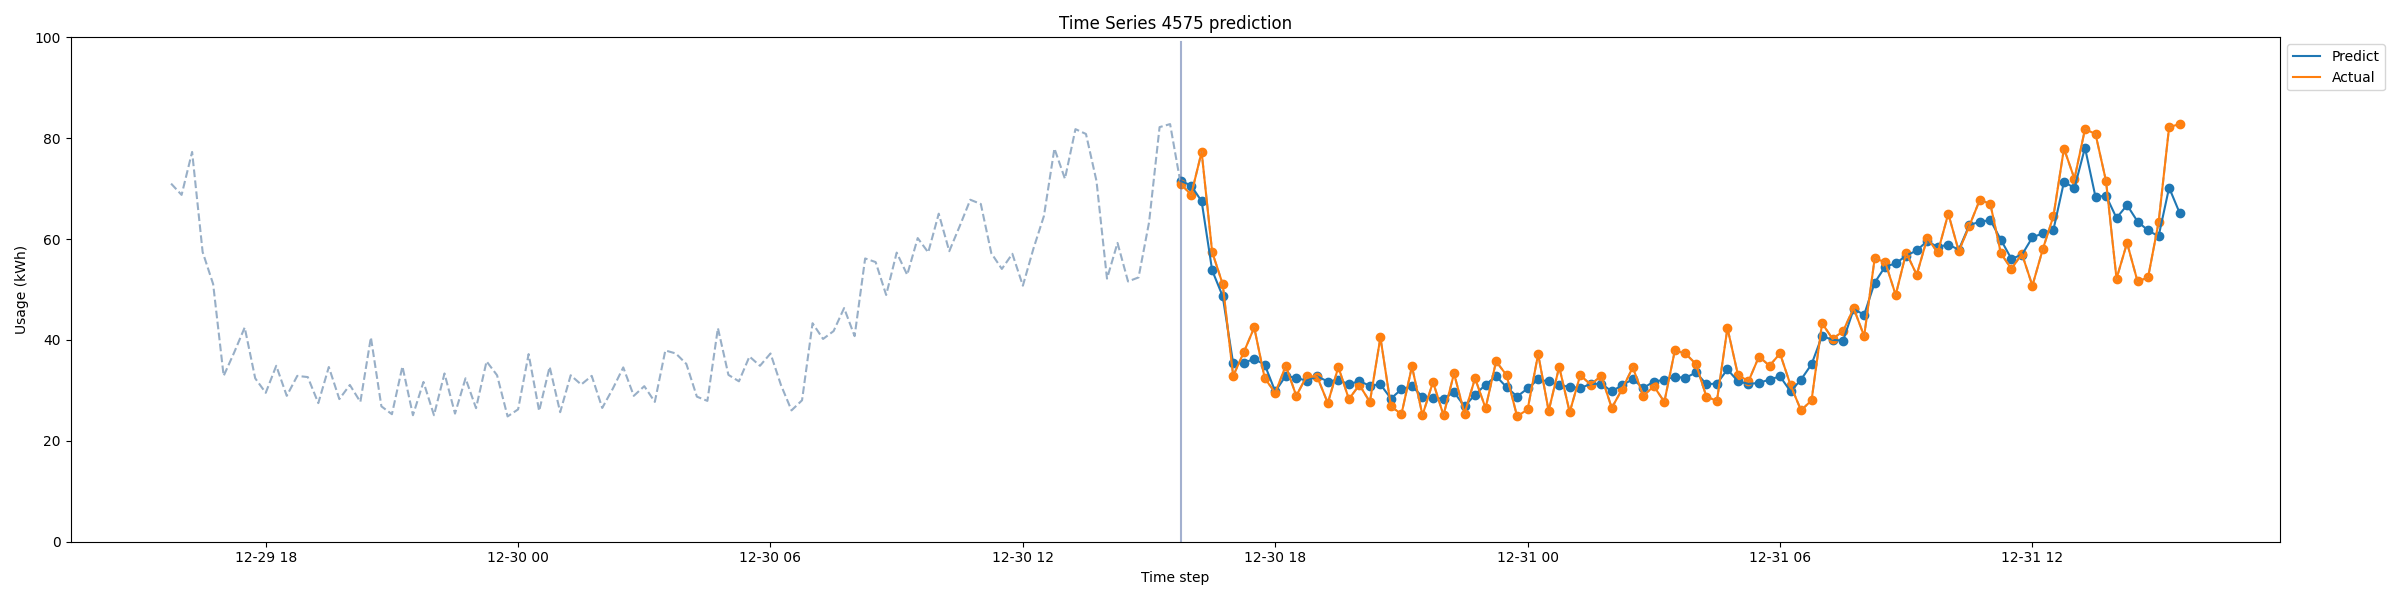 Time Series 4575 prediction
100
80
60
40
20
0
Usage (kWh)
12-29 18
12-30 00
12-30 06
12-30 12
12-30 18
12-31 00
12-31 06
12-31 12
Time step
Predict
Actual